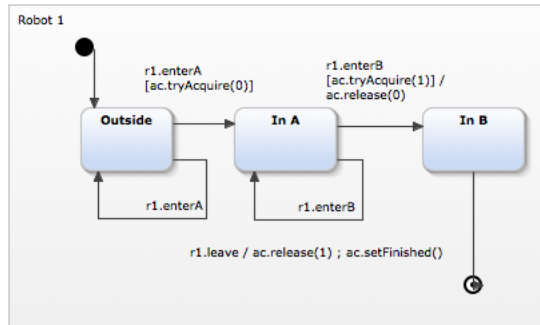 Robot 1
r1.enterA
[ac.tryAcquire(0)]
r1.enterB
[ac.tryAcquire(1)] /
ac.release(0)
Outside
In A
In B
r1.enterA
r1.enterB
r1.leave / ac.release(1) ; ac.setFinished()